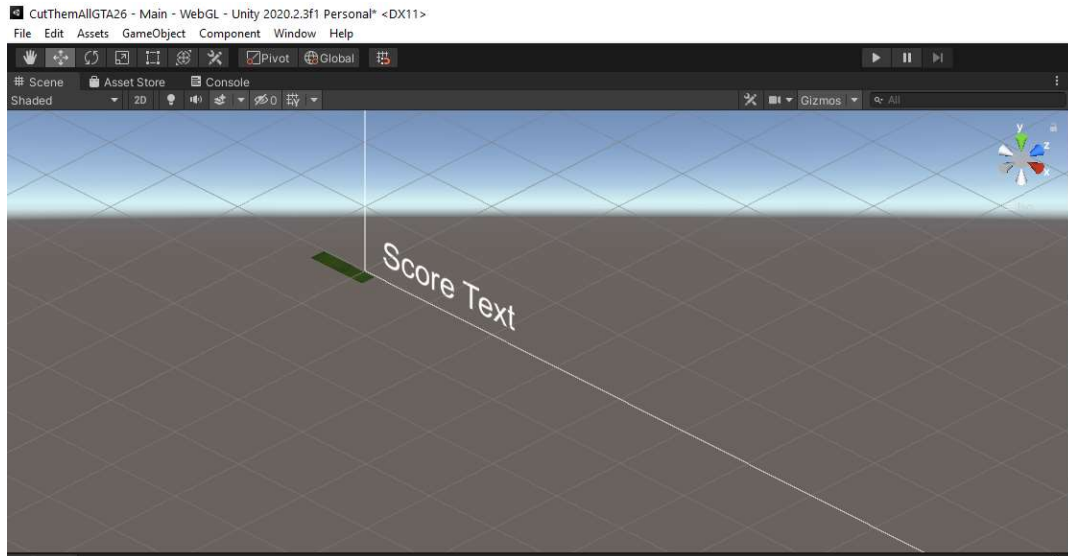 CutThemAllGTA26 - Main - WebGL - Unity 2020.2.3f1 Personal* <DX11>
File Edit Assets GameObject Component Window Help
Pivot Global
Scene Asset Store Console
Shaded 2D 0 Gizmos All
y
z
x
Score Text